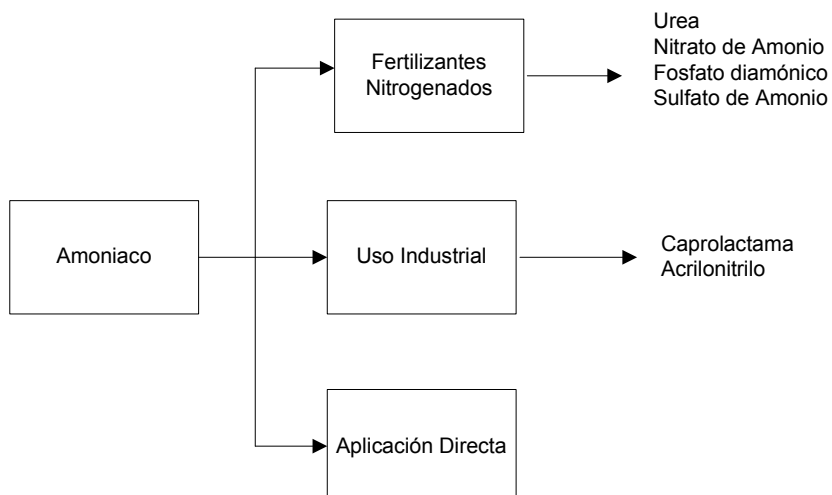 Fertilizantes
Nitrogenados
Urea
Nitrato de Amonio
Fosfato diamónico
Sulfato de Amonio
Amoniaco
Uso Industrial
Caprolactama
Acrilonitrilo
Aplicación Directa